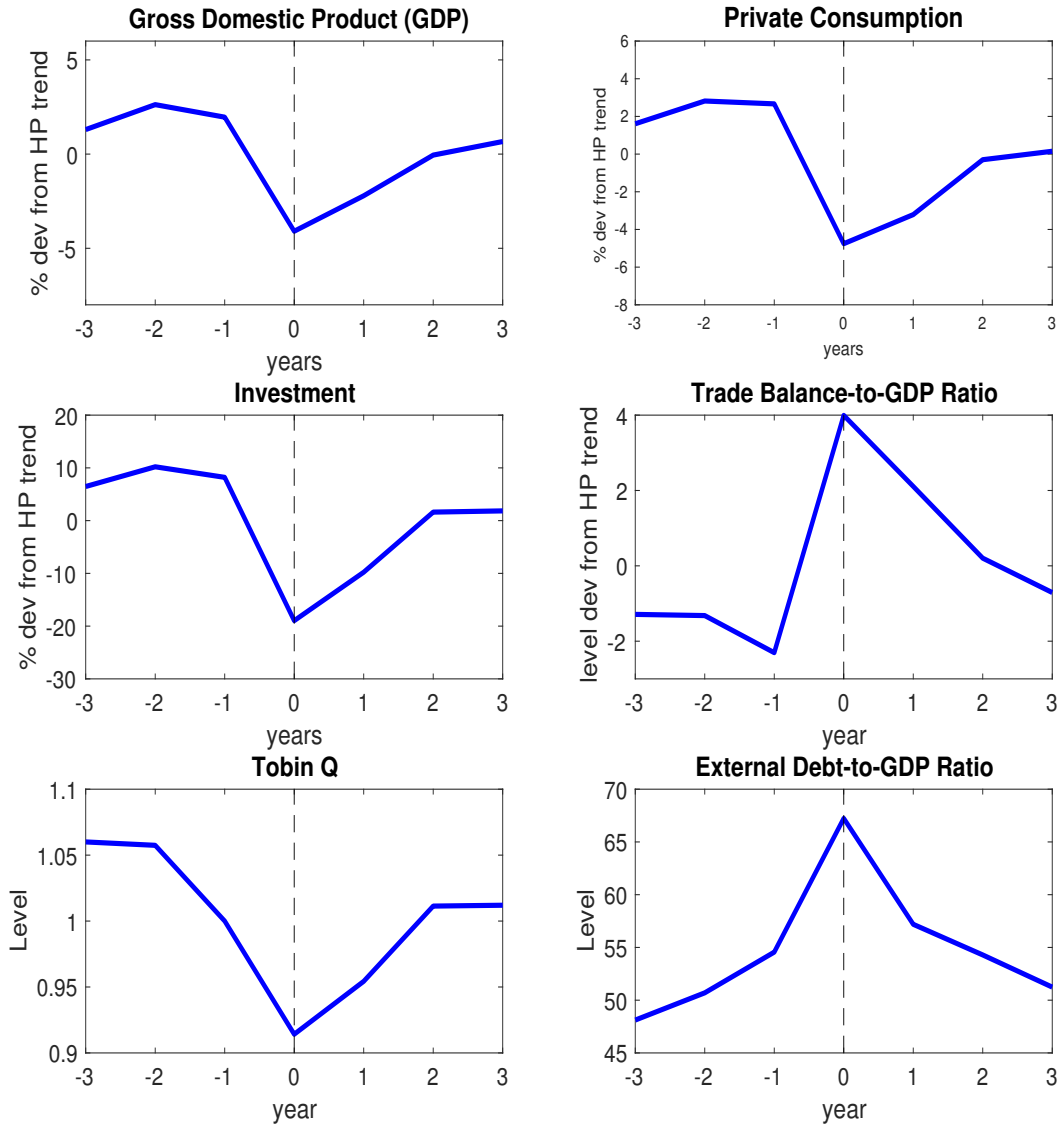 Gross Domestic Product (GDP)
% dev from HP trend
5
0
-5
-3 -2 -1 0 1 2 3
years
Private Consumption
% dev from HP trend
6
4
2
0
-2
-4
-6
-8
-3 -2 -1 0 1 2 3
years
Investment
% dev from HP trend
20
10
0
-10
-20
-30
-3 -2 -1 0 1 2 3
years
Trade Balance-to-GDP Ratio
level dev from HP trend
4
2
0
-2
-3 -2 -1 0 1 2 3
year
Tobin Q
Level
1.1
1.05
1
0.95
0.9
-3 -2 -1 0 1 2 3
year
External Debt-to-GDP Ratio
Level
70
65
60
55
50
45
-3 -2 -1 0 1 2 3
year